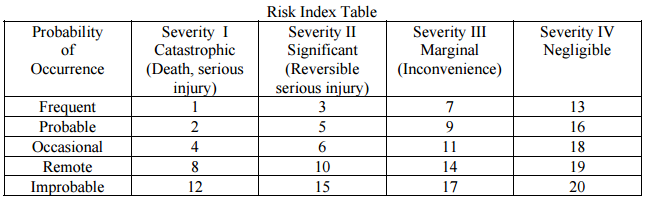 Risk Index Table
Probability of Occurrence | Severity I Catastrophic (Death, serious injury) | Severity II Significant (Reversible serious injury) | Severity III Marginal (Inconvenience) | Severity IV Negligible
Frequent 1 3 7 13
Probable 2 5 9 16
Occasional 4 6 11 18
Remote 8 10 14 19
Improbable 12 15 17 20